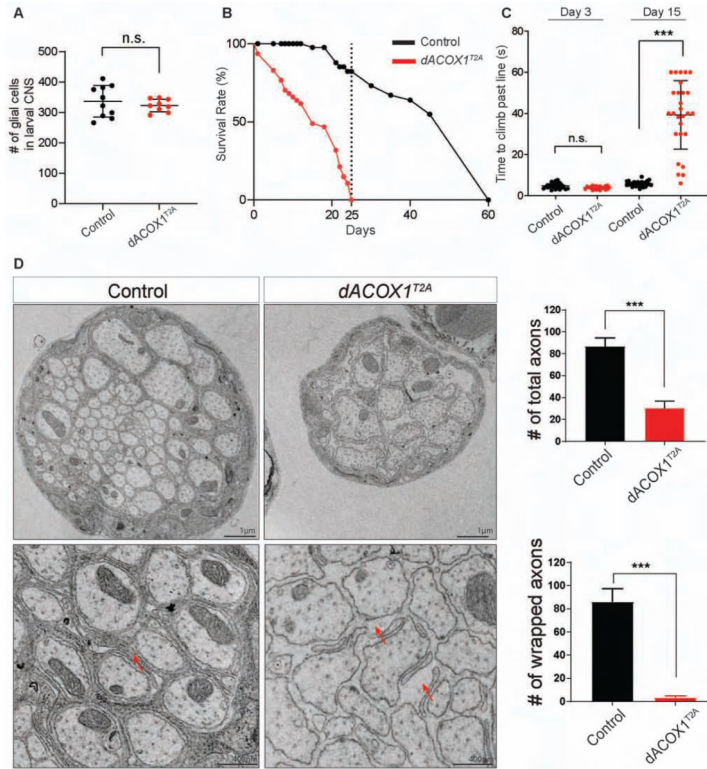 A
n.s.
# of glial cells
in larval CNS
500
400
300
200
100
0
Control
dACOX1T2A
B
Survival Rate (%)
100
50
0
0
20
25
40
60
Days
Control
dACOX1T2A
C
Day 3
Day 15
***
n.s.
Time to climb past line (s)
80
60
40
20
0
Control
dACOX1T2A
Control
dACOX1T2A
D
Control
dACOX1T2A
1μm
1μm
# of total axons
120
100
80
60
40
20
0
***
Control
dACOX1T2A
400μm
400μm
# of wrapped axons
120
100
80
60
40
20
0
***
Control
dACOX1T2A